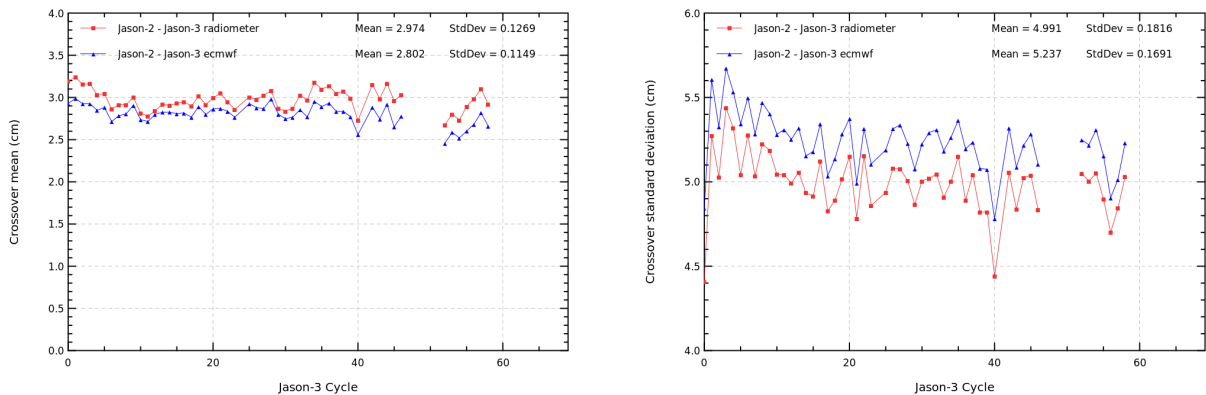 Jason-2 - Jason-3 radiometer Mean = 2.974 StdDev = 0.1269
Jason-2 - Jason-3 ecmwf Mean = 2.802 StdDev = 0.1149
4.0
3.5
3.0
2.5
2.0
1.5
1.0
0.5
0.0
Crossover mean (cm)
0 20 40 60
Jason-3 Cycle
Jason-2 - Jason-3 radiometer Mean = 4.991 StdDev = 0.1816
Jason-2 - Jason-3 ecmwf Mean = 5.237 StdDev = 0.1691
6.0
5.5
5.0
4.5
4.0
Crossover standard deviation (cm)
0 20 40 60
Jason-3 Cycle